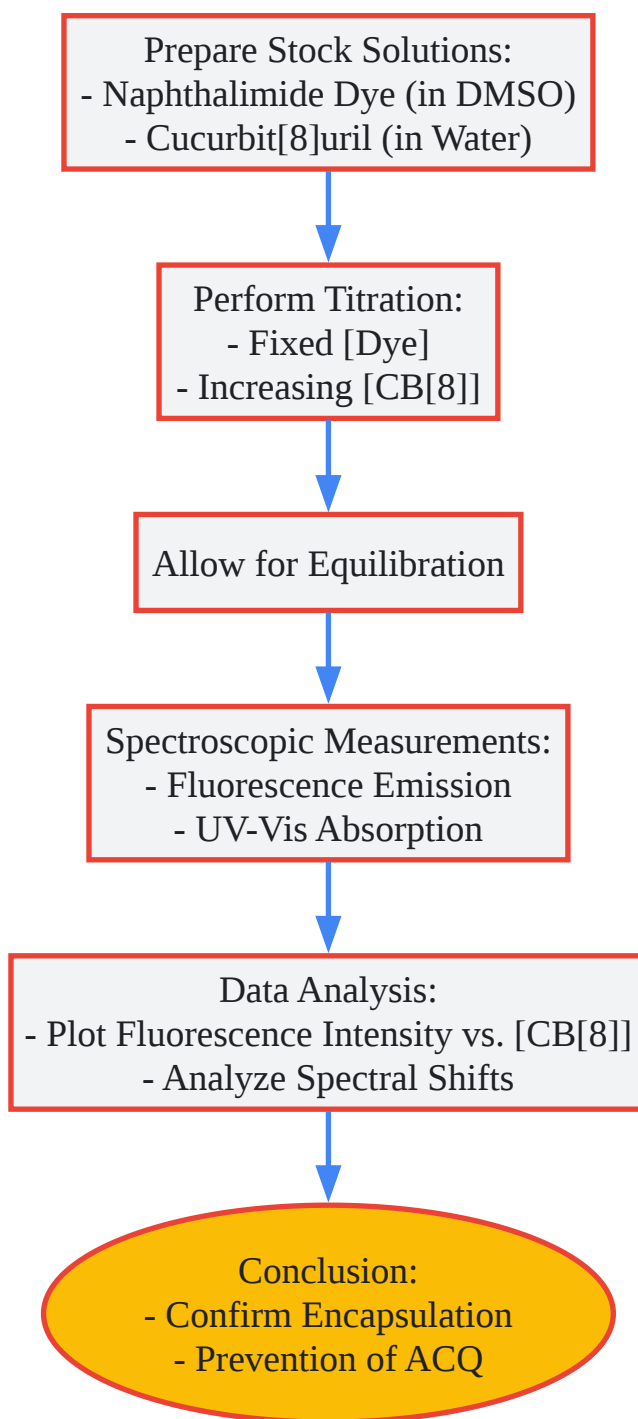 Prepare Stock Solutions:
- Naphthalimide Dye (in DMSO)
- Cucurbit[8]uril (in Water)
Perform Titration:
- Fixed [Dye]
- Increasing [CB[8]]
Allow for Equilibration
Spectroscopic Measurements:
- Fluorescence Emission
- UV-Vis Absorption
Data Analysis:
- Plot Fluorescence Intensity vs. [CB[8]]
- Analyze Spectral Shifts
Conclusion:
- Confirm Encapsulation
- Prevention of ACQ